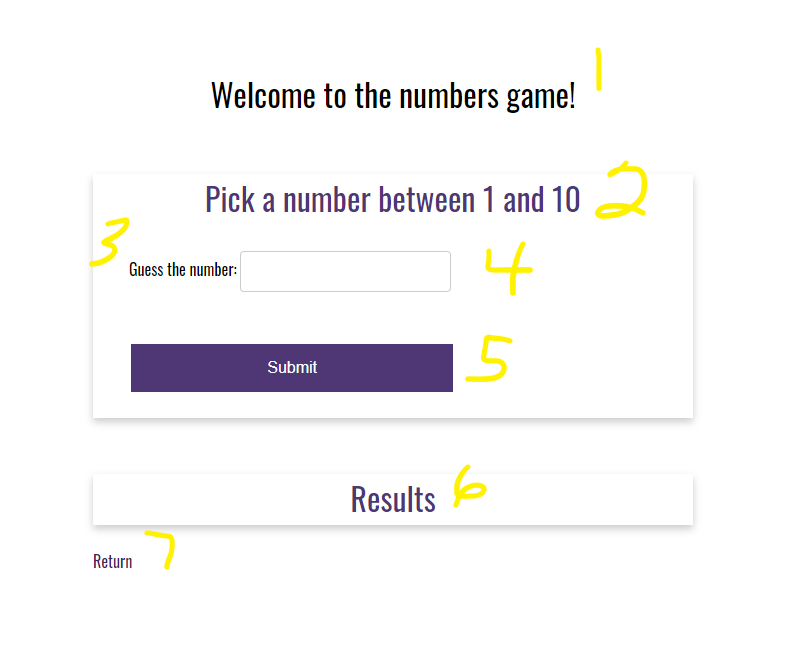 Welcome to the numbers game! 1
Pick a number between 1 and 10 2
3
Guess the number: 4
Submit 5
Results 6
Return 7